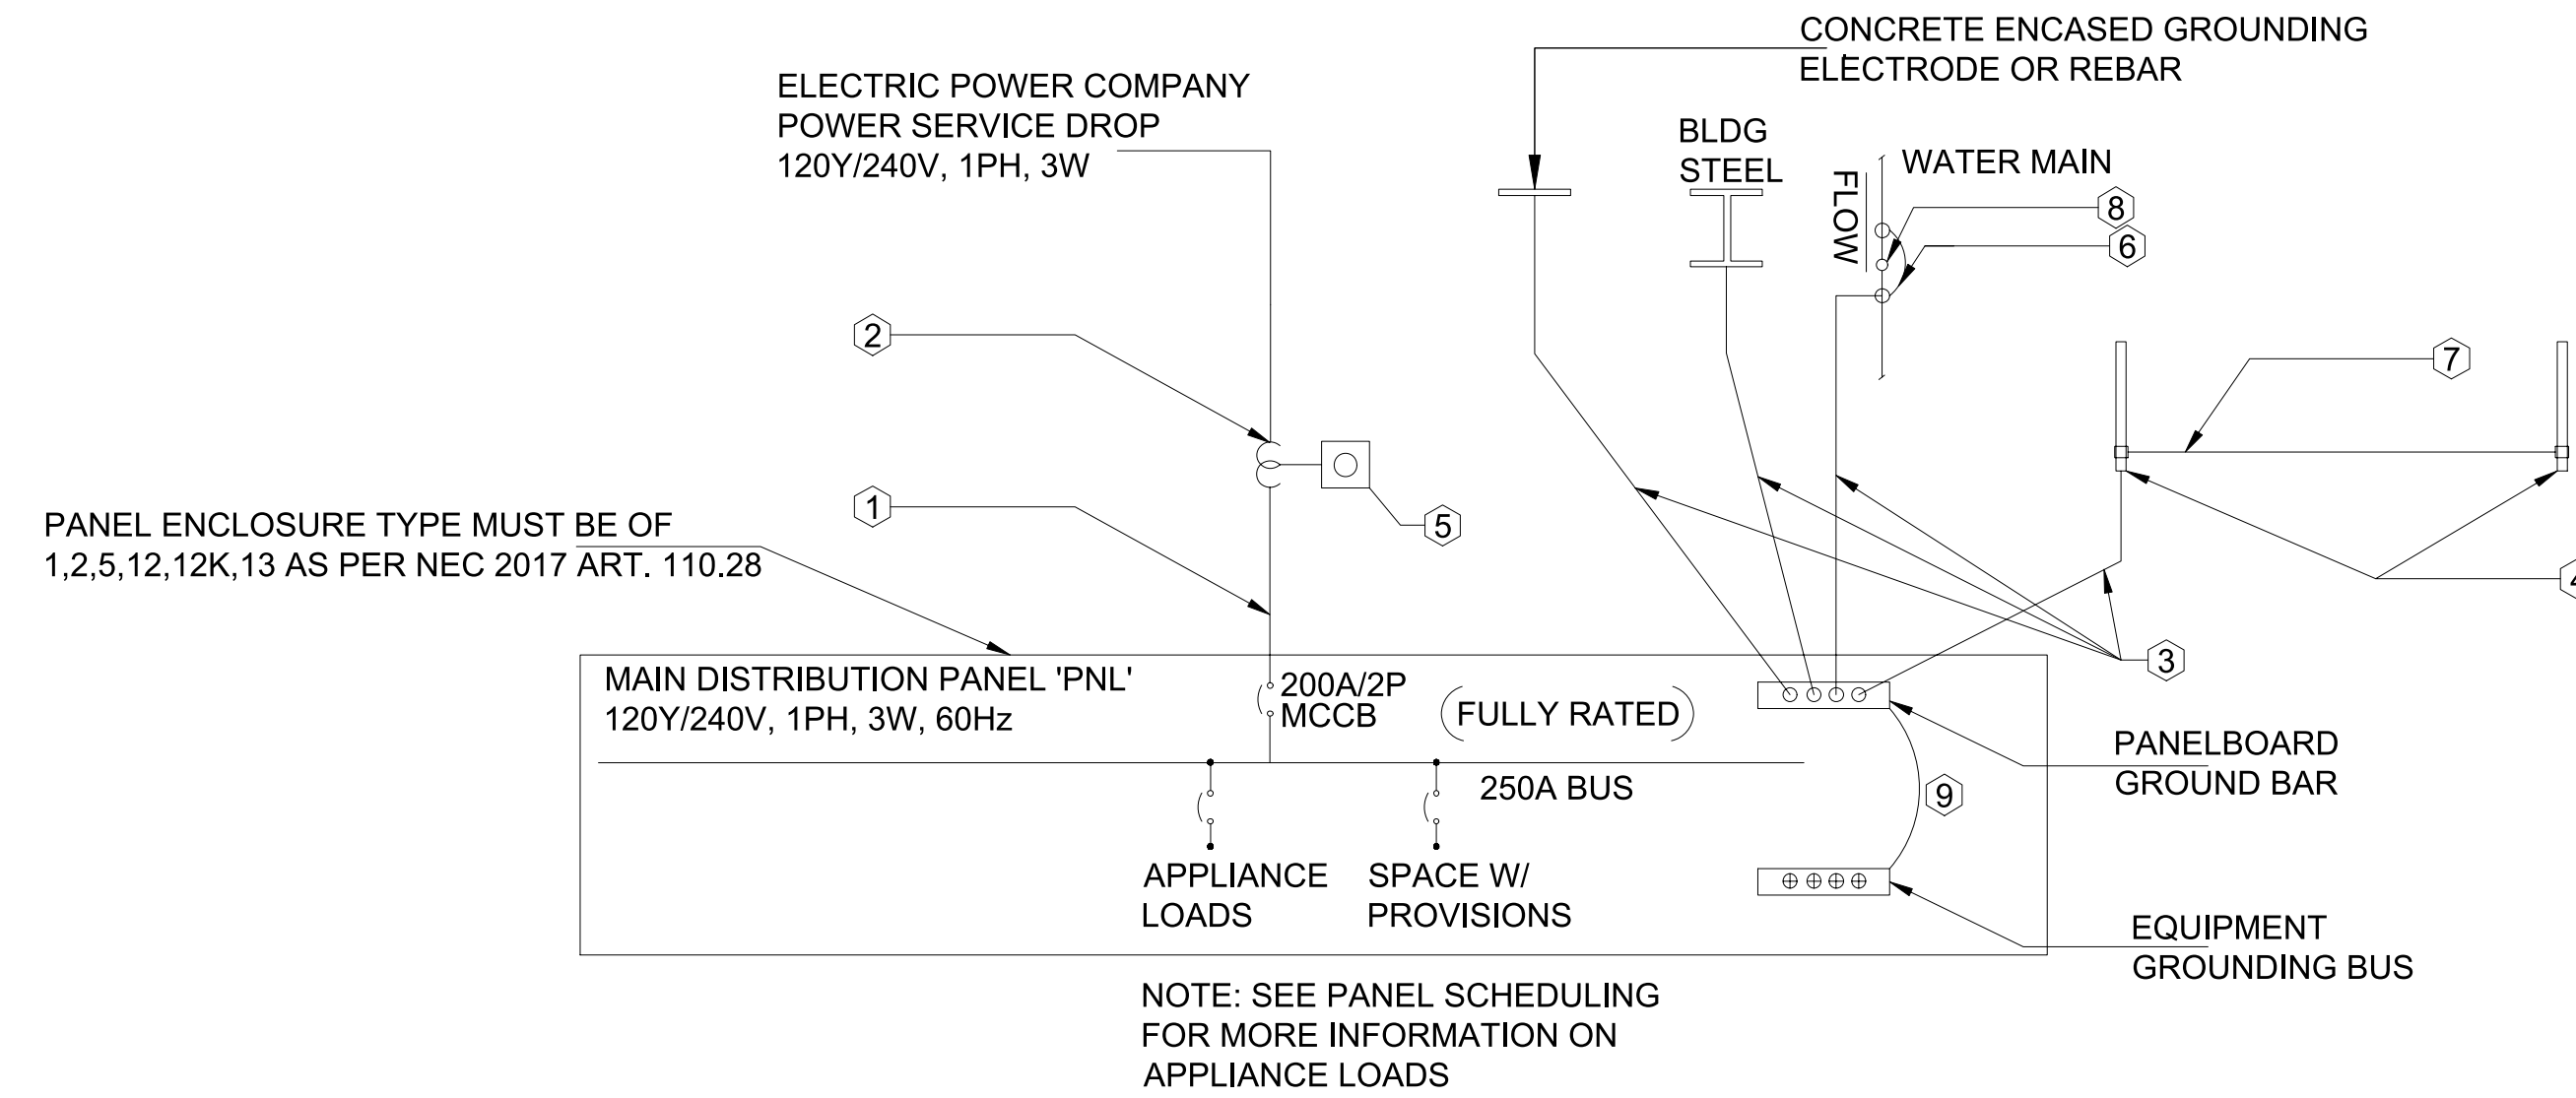 CONCRETE ENCASED GROUNDING
ELECTRODE OR REBAR
ELECTRIC POWER COMPANY
POWER SERVICE DROP
120Y/240V, 1PH, 3W
BLDG
STEEL
FLOW
WATER MAIN
8
6
2
7
1
5
PANEL ENCLOSURE TYPE MUST BE OF
1,2,5,12,12K,13 AS PER NEC 2017 ART. 110.28
4
3
MAIN DISTRIBUTION PANEL 'PNL'
120Y/240V, 1PH, 3W, 60Hz
200A/2P
MCCB
(FULLY RATED)
PANELBOARD
GROUND BAR
250A BUS
9
APPLIANCE
LOADS
SPACE W/
PROVISIONS
EQUIPMENT
GROUNDING BUS
NOTE: SEE PANEL SCHEDULING
FOR MORE INFORMATION ON
APPLIANCE LOADS